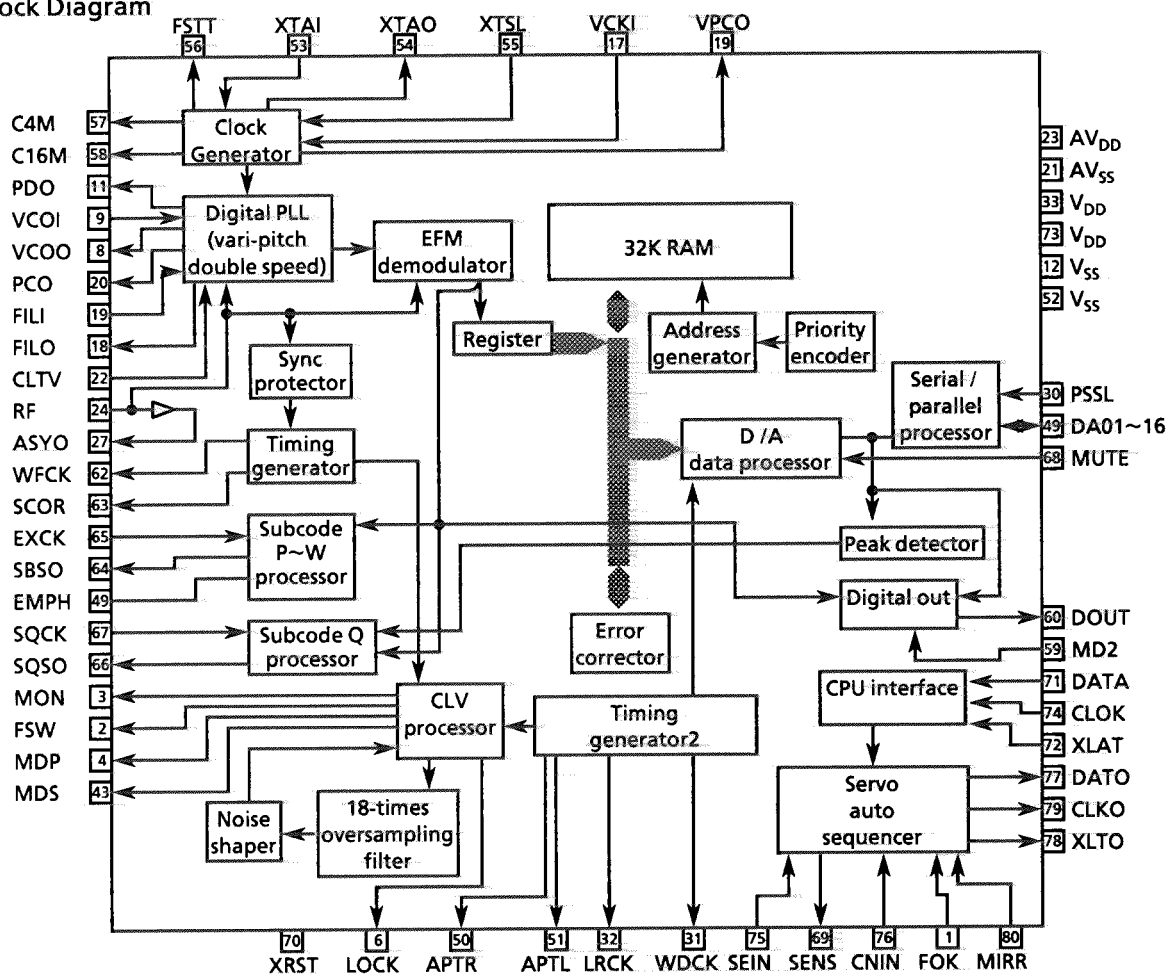 ock Diagram
FSTT XTAI XTAO XTSL VCKI VPCO
56 53 54 55 17 19
C4M 57
C16M 58
PDO 11
VCOI 9
VCOO 8
PCO 20
FILI 19
FILO 18
CLTV 22
RF 24
ASYO 27
WFCK 62
SCOR 63
EXCK 65
SBSO 64
EMPH 49
SQCK 67
SQSO 66
MON 3
FSW 2
MDP 4
MDS 43
Clock
Generator
Digital PLL
(vari-pitch
double speed)
EFM
demodulator
32K RAM
Register
Address
generator
Priority
encoder
Sync
protector
Timing
generator
Serial /
parallel
processor
D /A
data processor
Subcode
P~W
processor
Peak detector
Digital out
Subcode Q
processor
Error
corrector
CPU interface
CLV
processor
Timing
generator2
Servo
auto
sequencer
Noise
shaper
18-times
oversampling
filter
23 AVDD
21 AVSS
33 VDD
73 VDD
12 VSS
52 VSS
30 PSSL
49 DA01~16
68 MUTE
60 DOUT
59 MD2
71 DATA
74 CLOK
72 XLAT
77 DATO
79 CLKO
78 XLTO
70 6 50 51 32 31 75 69 76 1 80
XRST LOCK APTR APTL LRCK WDCK SEIN SENS CNIN FOK MIRR